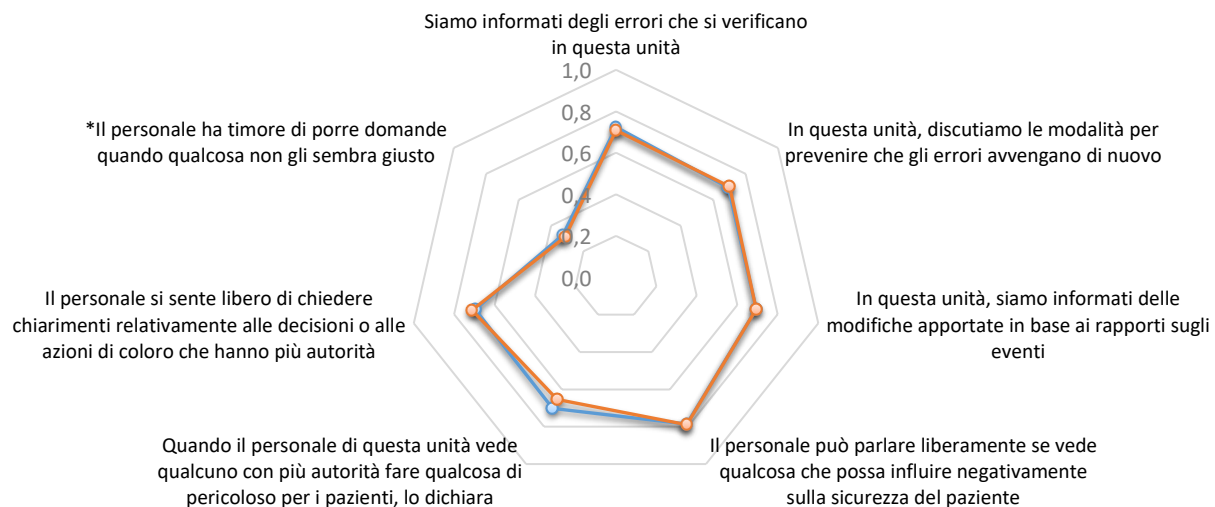 Siamo informati degli errori che si verificano
in questa unità
1,0
0,8
0,6
0,4
0,2
0,0
*Il personale ha timore di porre domande
quando qualcosa non gli sembra giusto
In questa unità, discutiamo le modalità per
prevenire che gli errori avvengano di nuovo
Il personale si sente libero di chiedere
chiarimenti relativamente alle decisioni o alle
azioni di coloro che hanno più autorità
In questa unità, siamo informati delle
modifiche apportate in base ai rapporti sugli
eventi
Quando il personale di questa unità vede
qualcuno con più autorità fare qualcosa di
pericoloso per i pazienti, lo dichiara
Il personale può parlare liberamente se vede
qualcosa che possa influire negativamente
sulla sicurezza del paziente